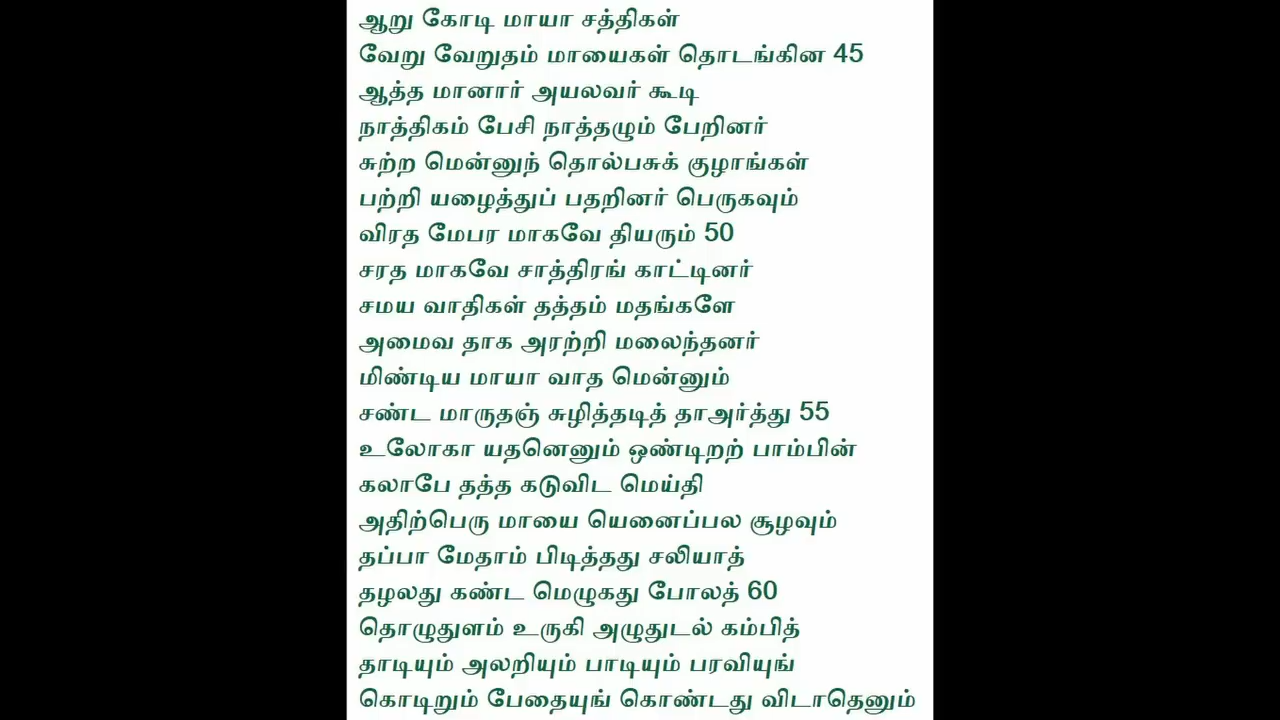 ஆறு கோடி மாயா சத்திகள்
வேறு வேறுதம் மாயைகள் தொடங்கின 45
ஆத்த மானார் அயலவர் கூடி
நாத்திகம் பேசி நாத்தழும் பேறினர்
சுற்ற மென்னுந் தொல்பசுக் குழாங்கள்
பற்றி யழைத்துப் பதறினர் பெருகவும்
விரத மேபர மாகவே தியரும் 50
சரத மாகவே சாத்திரங் காட்டினர்
சமய வாதிகள் தத்தம் மதங்களே
அமைவ தாக அரற்றி மலைந்தனர்
மிண்டிய மாயா வாத மென்னும்
சண்ட மாருதஞ் சுழித்தடித் தாஅர்த்து 55
உலோகா யதனெனும் ஒண்டிறற் பாம்பின்
கலாபே தத்த கடுவிட மெய்தி
அதிற்பெரு மாயை யெனைப்பல சூழவும்
தப்பா மேதாம் பிடித்தது சலியாத்
தழலது கண்ட மெழுகது போலத் 60
தொழுதுளம் உருகி அழுதுடல் கம்பித்
தாடியும் அலறியும் பாடியும் பரவியுங்
கொடிறும் பேதையுங் கொண்டது விடாதெனும்